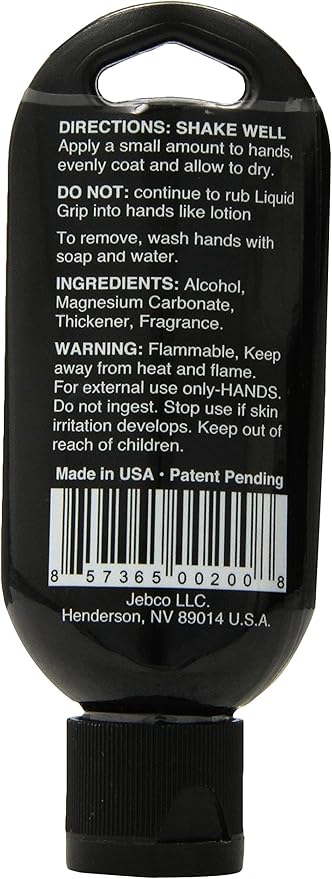 DIRECTIONS: SHAKE WELL
Apply a small amount to hands,
evenly coat and allow to dry.
DO NOT: continue to rub Liquid
Grip into hands like lotion
To remove, wash hands with
soap and water.
INGREDIENTS: Alcohol,
Magnesium Carbonate,
Thickener, Fragrance.
WARNING: Flammable, Keep
away from heat and flame.
For external use only-HANDS.
Do not ingest. Stop use if skin
irritation develops. Keep out of
reach of children.
Made in USA · Patent Pending
8 57365 00200 8
Jebco LLC.
Henderson, NV 89014 U.S.A.